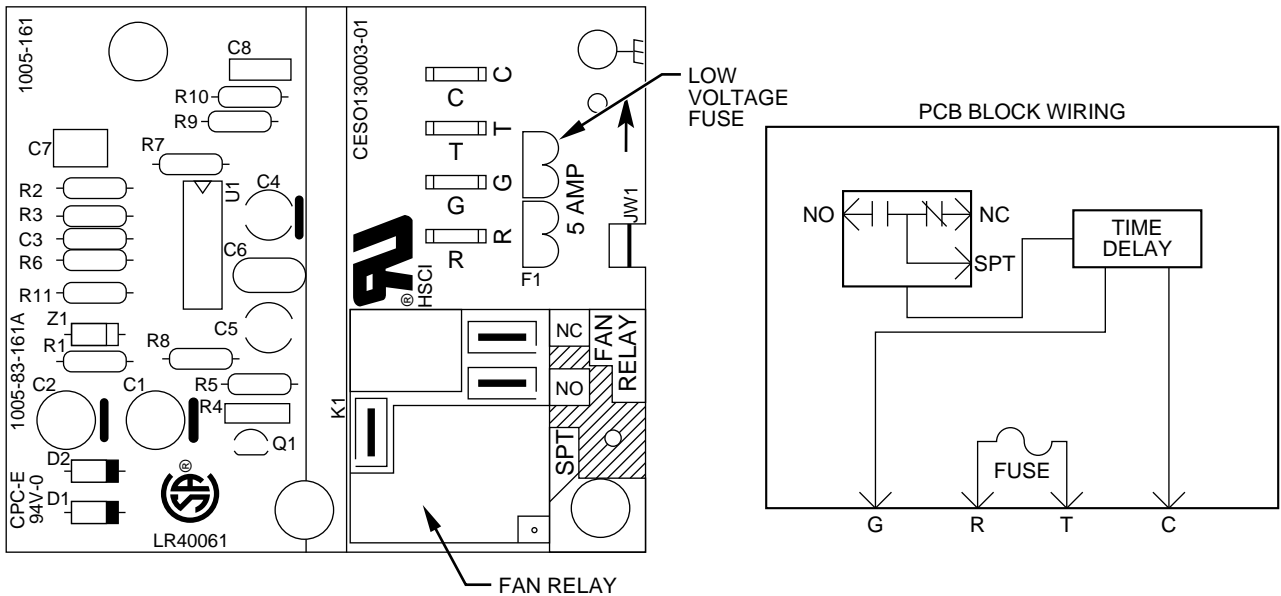 1005-161
C8
R10
R9
C7
R7
R2
U1
C4
R3
C3
R6
C6
R11
Z1
C5
R1
R8
1005-83-161A
C2
C1
R5
R4
Q1
D2
D1
CPC-E
94V-0
®
LR40061
CESO130003-01
C
C
T
T
G
G
R
R
5 AMP
F1
JW1
®
HSCI
NC
NO
FAN
RELAY
K1
SPT
LOW
VOLTAGE
FUSE
FAN RELAY
PCB BLOCK WIRING
NO
NC
SPT
TIME
DELAY
FUSE
G
R
T
C